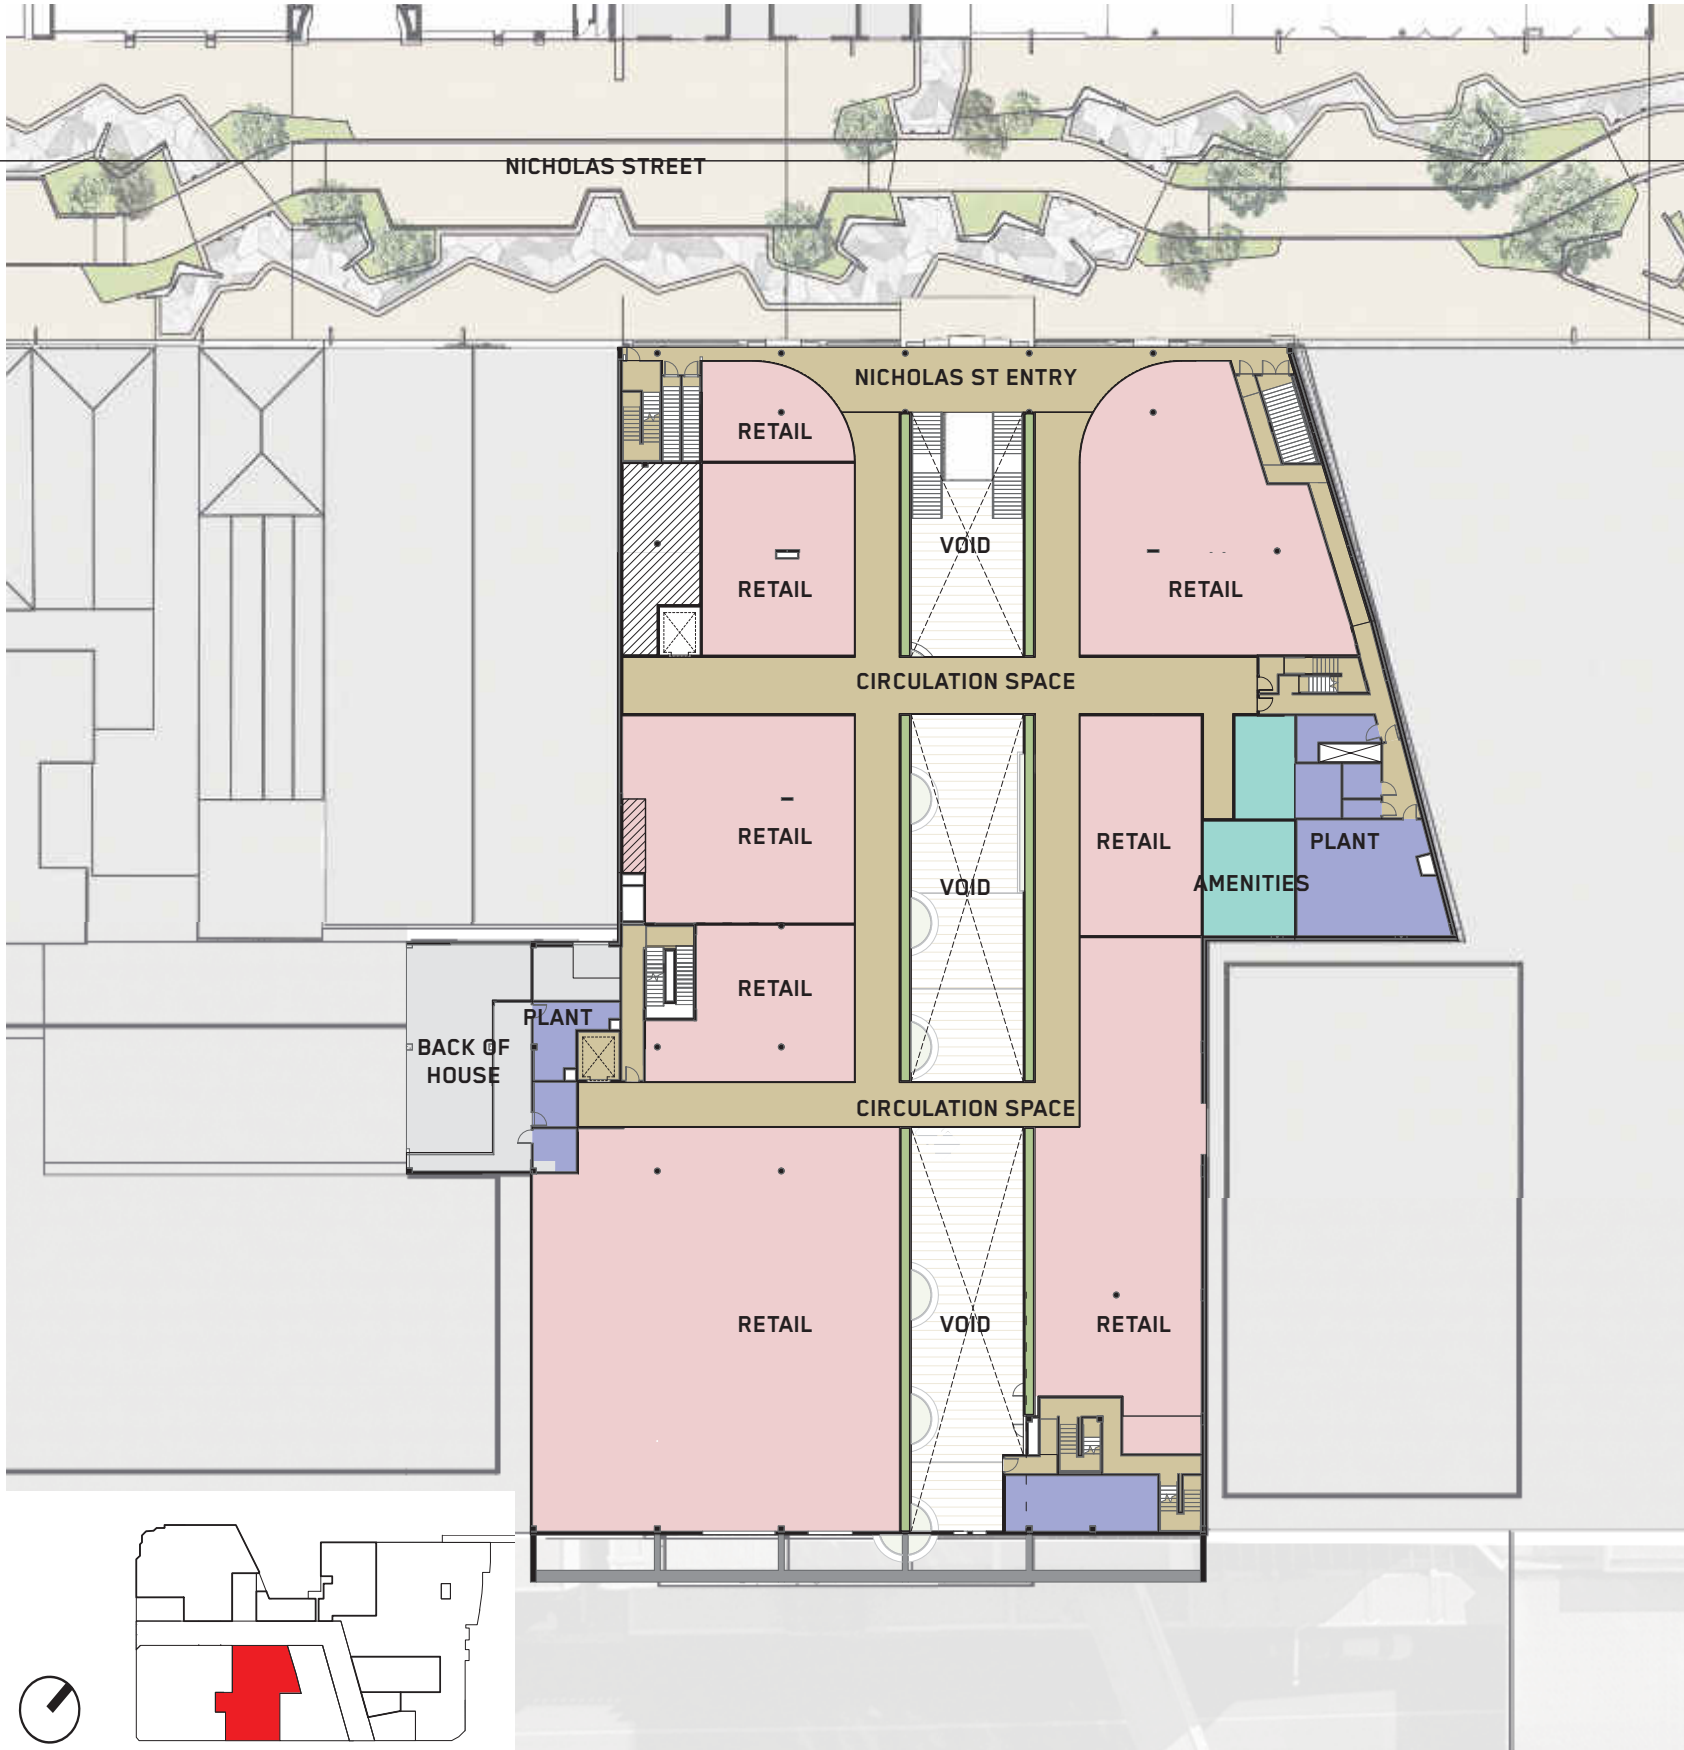 NICHOLAS STREET
NICHOLAS ST ENTRY
RETAIL
VOID
RETAIL
RETAIL
CIRCULATION SPACE
RETAIL
RETAIL
PLANT
VOID
AMENITIES
RETAIL
PLANT
BACK OF
HOUSE
CIRCULATION SPACE
RETAIL
VOID
RETAIL